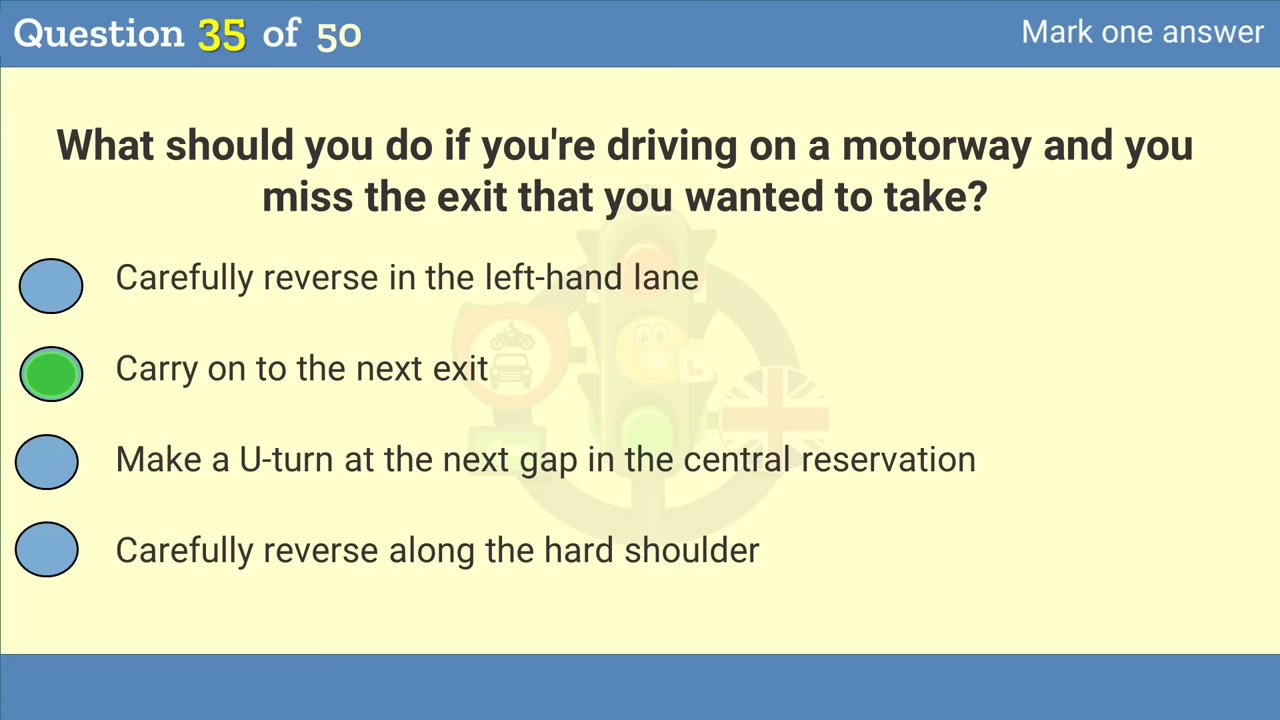 Question 35 of 50
Mark one answer
What should you do if you're driving on a motorway and you
miss the exit that you wanted to take?
Carefully reverse in the left-hand lane
Carry on to the next exit
Make a U-turn at the next gap in the central reservation
Carefully reverse along the hard shoulder